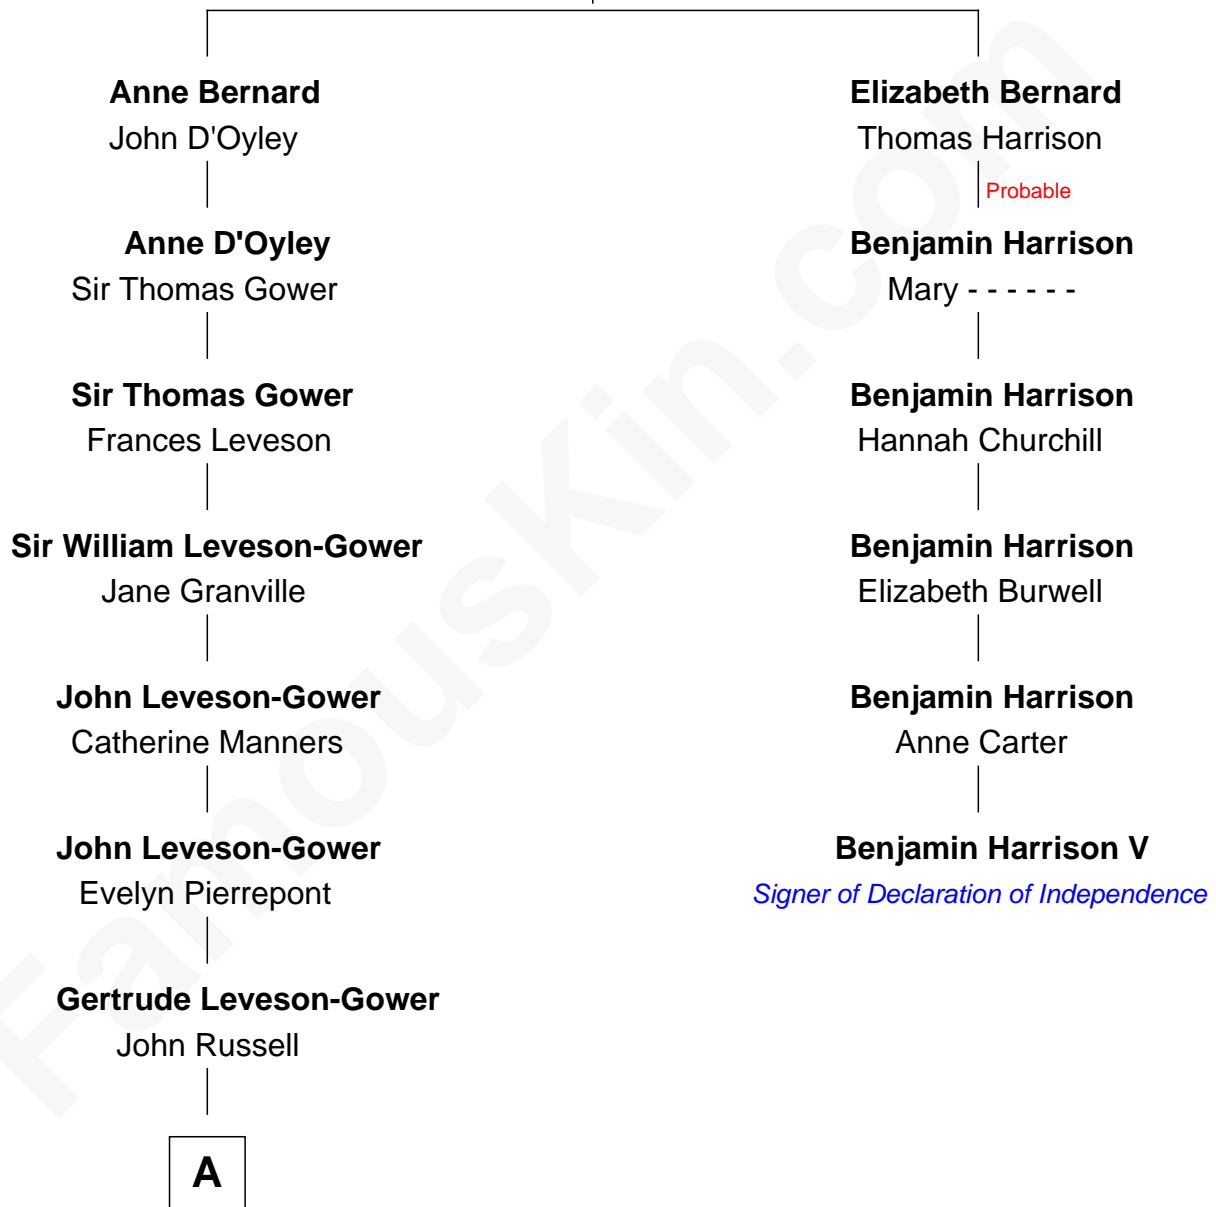 Anne Bernard
John D'Oyley
Anne D'Oyley
Sir Thomas Gower
Sir Thomas Gower
Frances Leveson
Sir William Leveson-Gower
Jane Granville
John Leveson-Gower
Catherine Manners
John Leveson-Gower
Evelyn Pierrepont
Gertrude Leveson-Gower
John Russell
A
Elizabeth Bernard
Thomas Harrison
Probable
Benjamin Harrison
Mary - - - - - -
Benjamin Harrison
Hannah Churchill
Benjamin Harrison
Elizabeth Burwell
Benjamin Harrison
Anne Carter
Benjamin Harrison V
Signer of Declaration of Independence
FamousKin.com